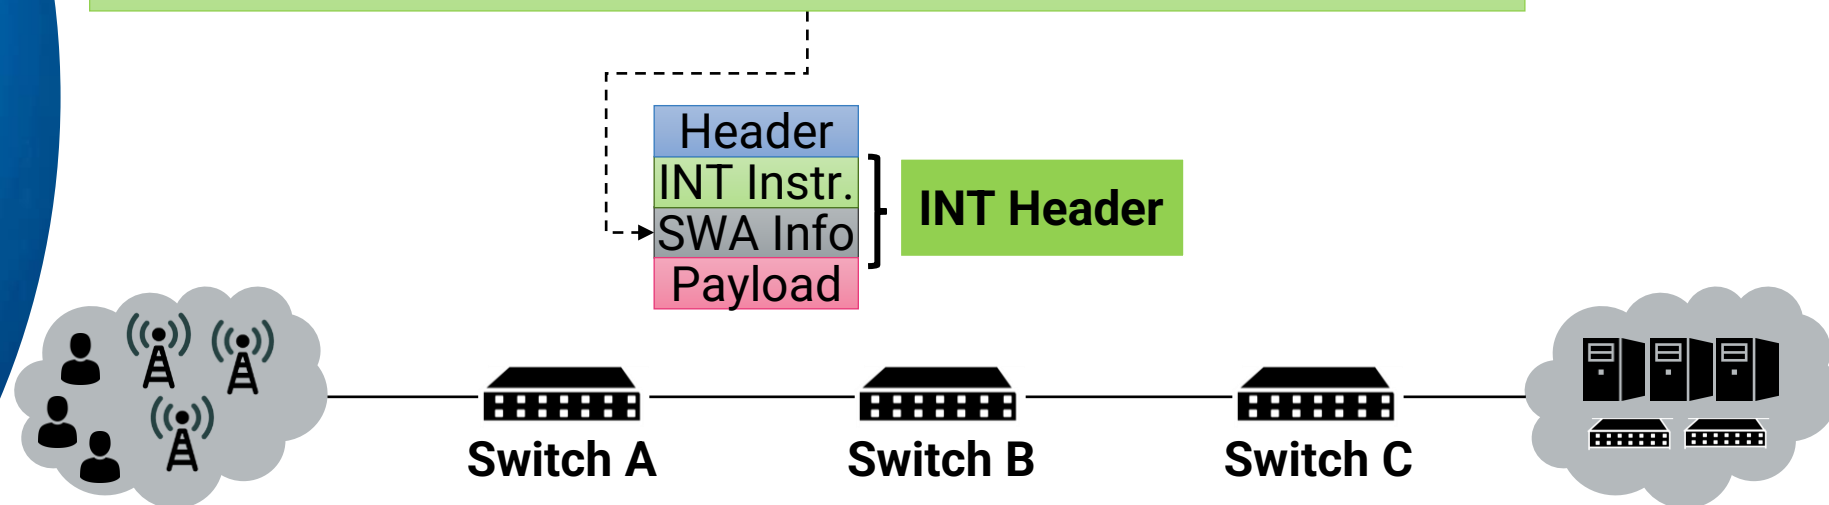 Header
INT Instr.
SWA Info
Payload
INT Header
Switch A
Switch B
Switch C